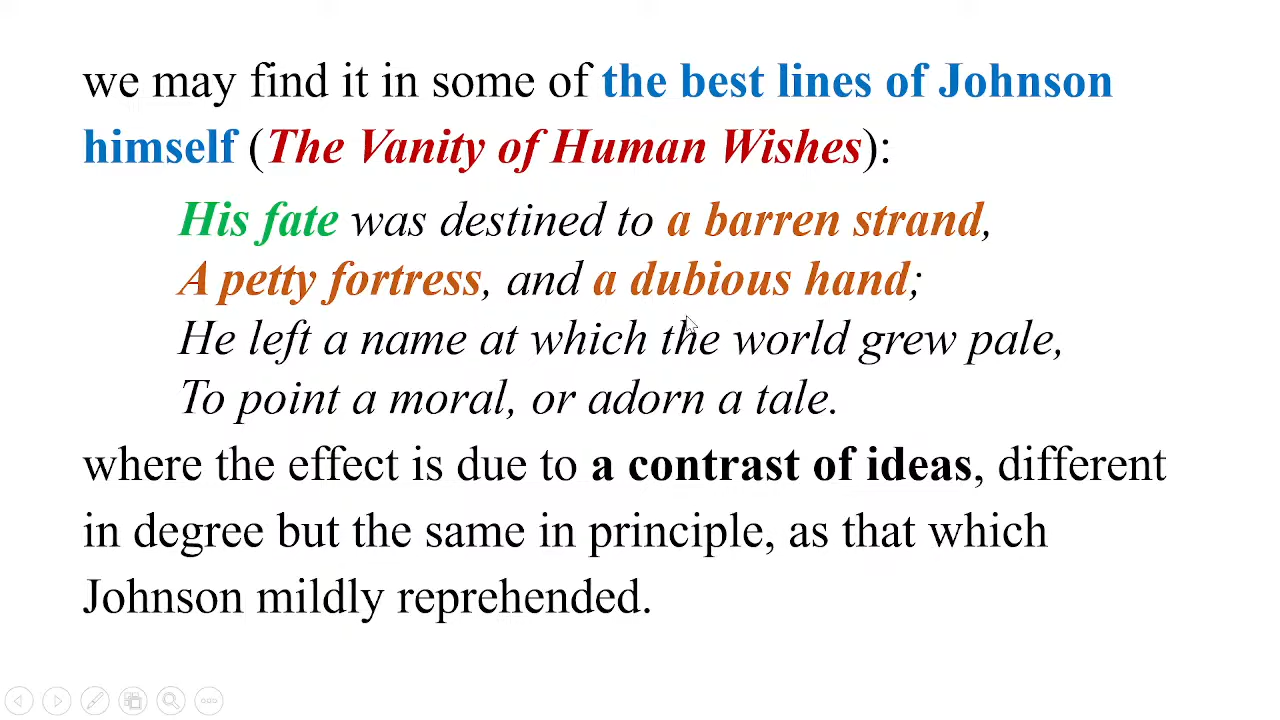 we may find it in some of the best lines of Johnson
himself (The Vanity of Human Wishes):
His fate was destined to a barren strand,
A petty fortress, and a dubious hand;
He left a name at which the world grew pale,
To point a moral, or adorn a tale.
where the effect is due to a contrast of ideas, different
in degree but the same in principle, as that which
Johnson mildly reprehended.